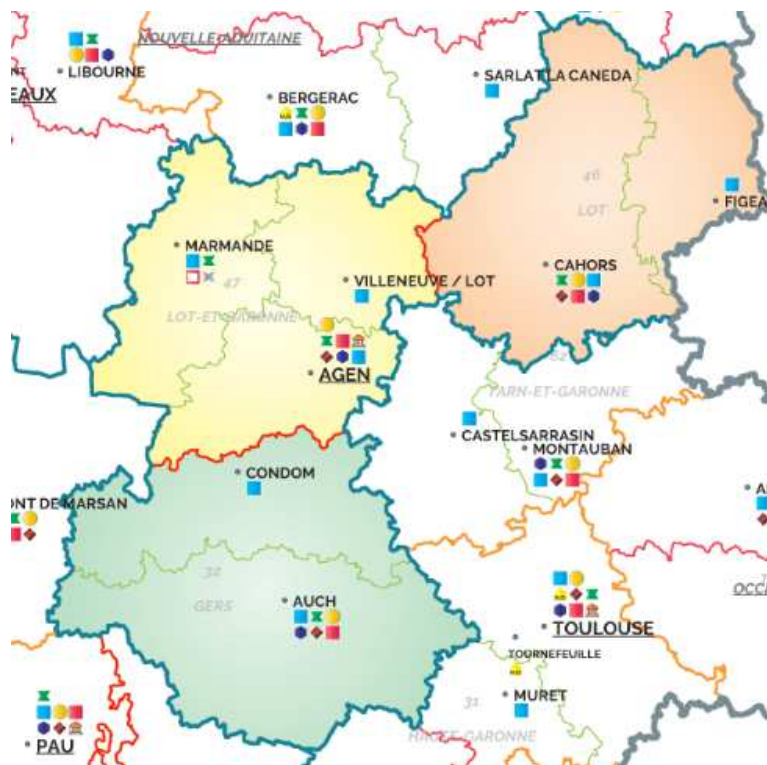 NOUVELLE-AQUITAINE
LIBOURNE
EAUX
SARLAT LA CANEDA
BERGERAC
46
LOT
FIGEA
MARMANDE
CAHORS
47
VILLENEUVE / LOT
LOT-ET-GARONNE
AGEN
82
TARN-ET-GARONNE
CASTELSARRASIN
MONTAUBAN
CONDOM
ONT DE MARSAN
32
GERS
AUCH
OCCI
TOULOUSE
TOURNEFEUILLE
MURET
31
HAUTE-GARONNE
PAU